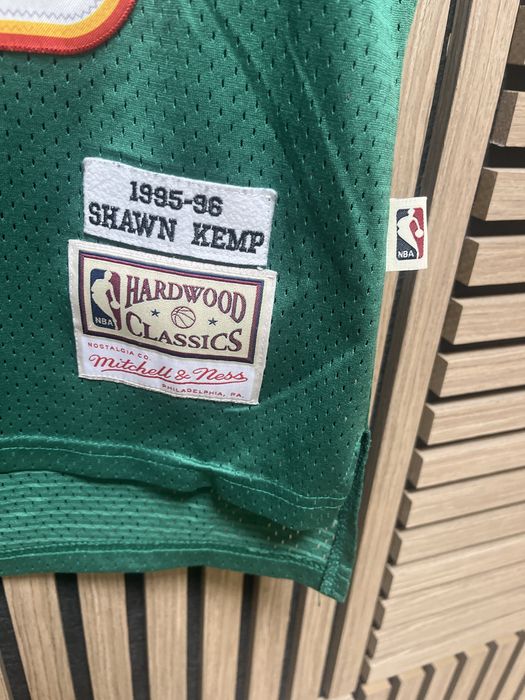 1995-96
SHAWN KEMP
NBA
HARDWOOD
CLASSICS
NOSTALGIA CO.
Mitchell & Ness
PHILADELPHIA, PA.
NBA